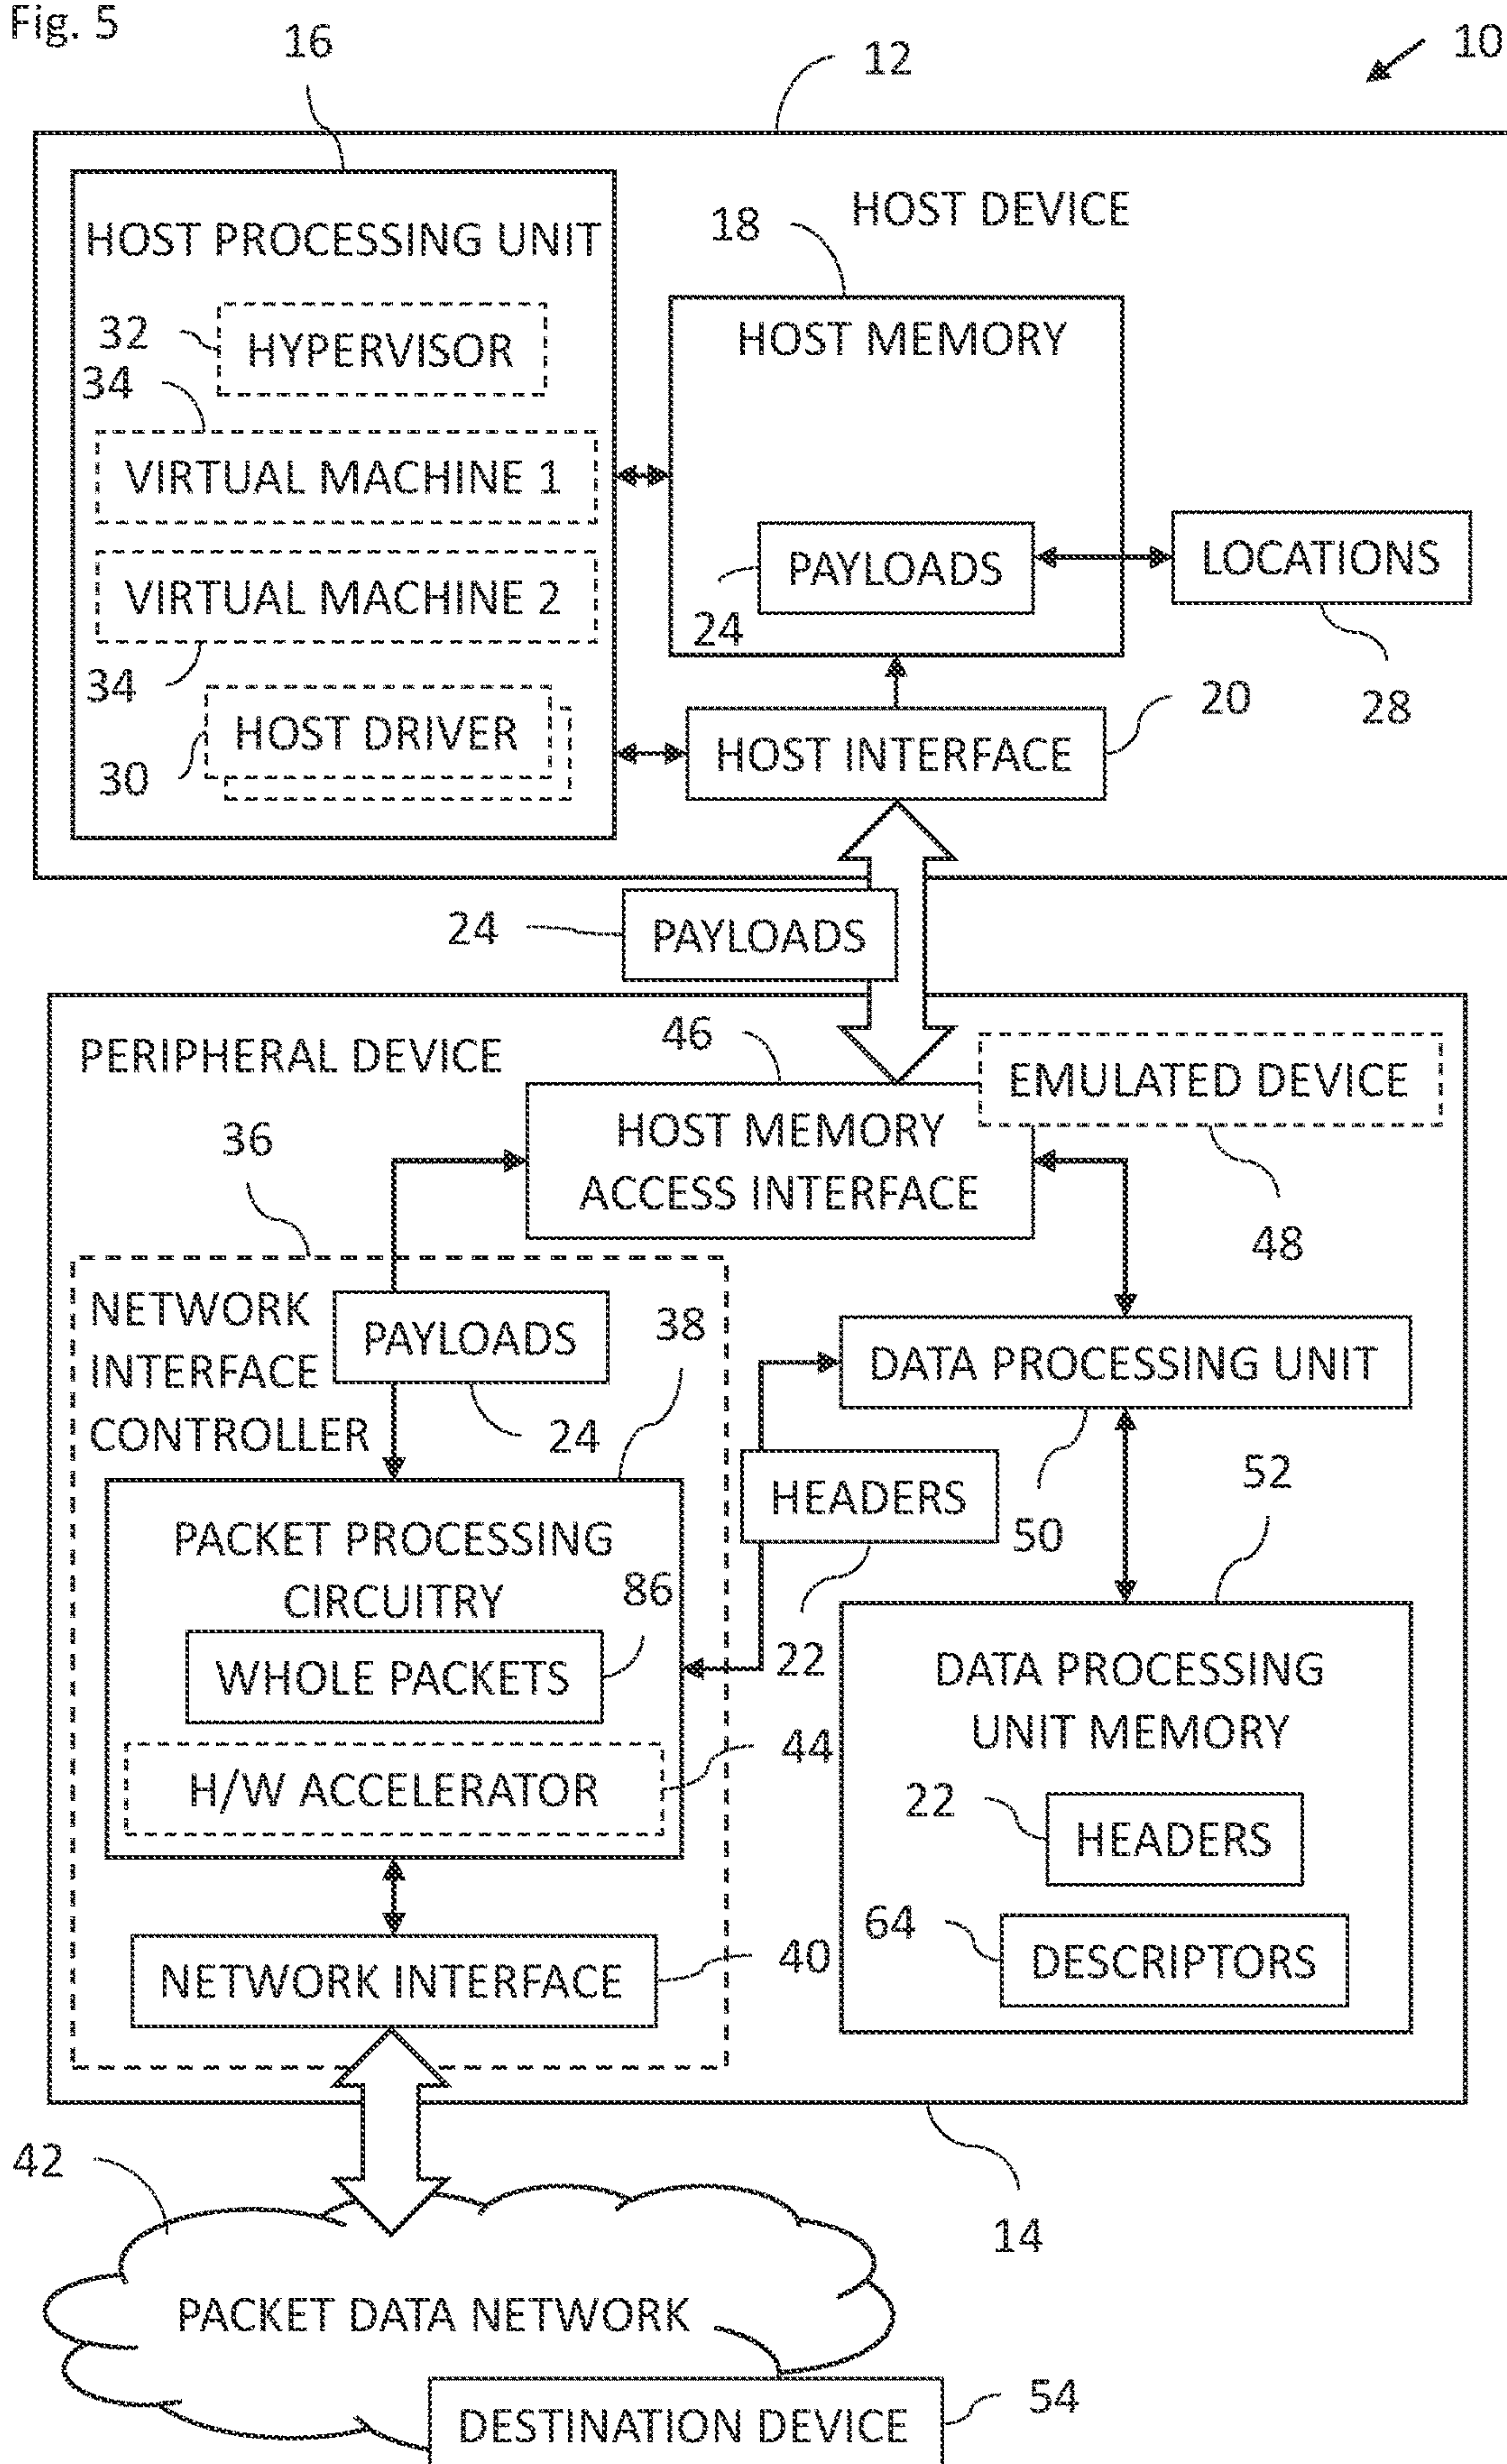 Fig. 5
16
12
10
HOST PROCESSING UNIT
HOST DEVICE
18
32
HYPERVISOR
HOST MEMORY
34
VIRTUAL MACHINE 1
VIRTUAL MACHINE 2
PAYLOADS
LOCATIONS
24
34
20
28
HOST DRIVER
HOST INTERFACE
30
24
PAYLOADS
PERIPHERAL DEVICE
46
EMULATED DEVICE
HOST MEMORY
ACCESS INTERFACE
36
48
NETWORK
INTERFACE
CONTROLLER
PAYLOADS
38
DATA PROCESSING UNIT
24
HEADERS
50
52
PACKET PROCESSING
CIRCUITRY
86
WHOLE PACKETS
22
DATA PROCESSING
UNIT MEMORY
44
H/W ACCELERATOR
22
HEADERS
64
DESCRIPTORS
NETWORK INTERFACE
40
42
14
PACKET DATA NETWORK
54
DESTINATION DEVICE